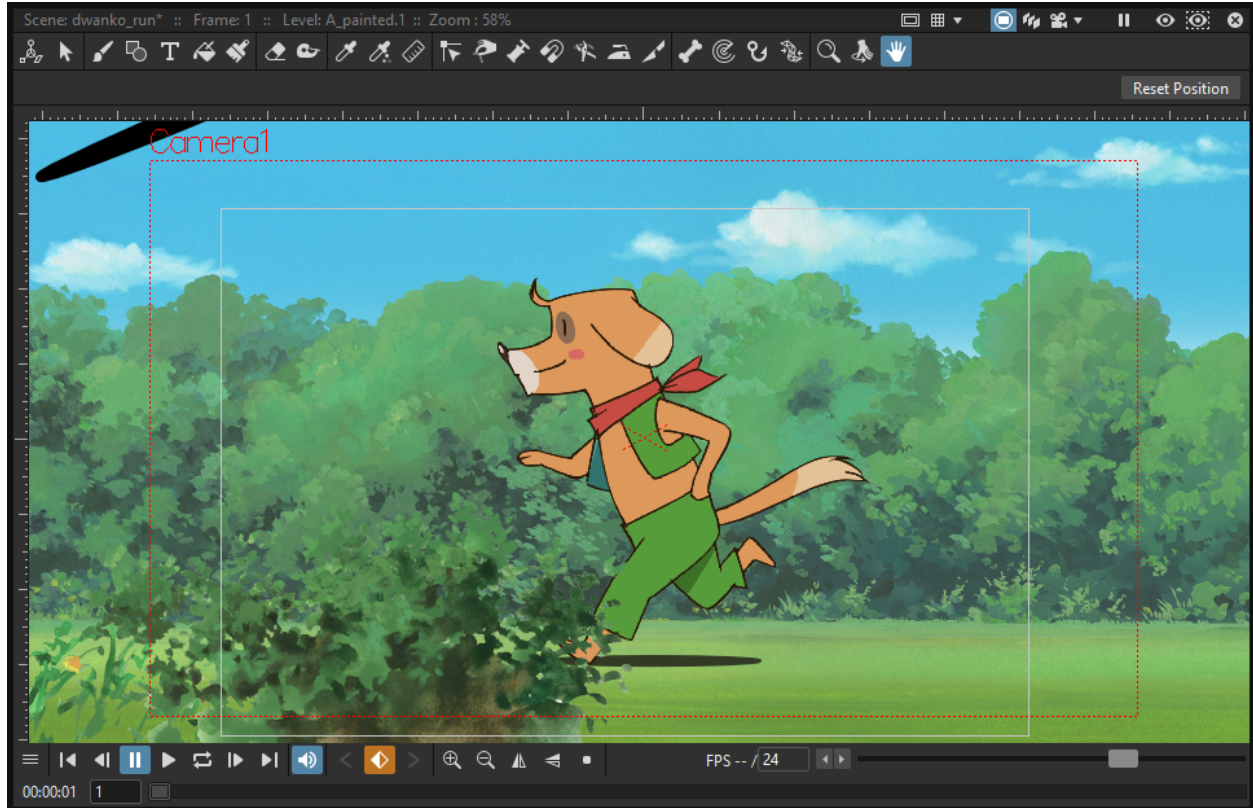 Scene: dwanko_run* :: Frame: 1 :: Level: A_painted.1 :: Zoom : 58%
Reset Position
Camera1
FPS -- /24
00:00:01 1